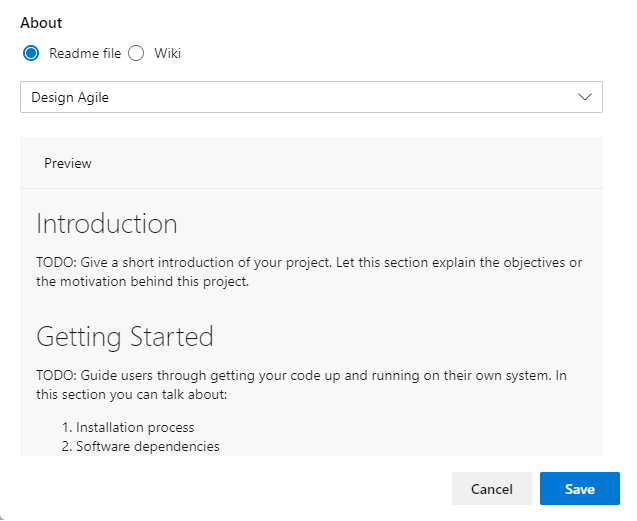 About
Readme file Wiki
Design Agile
Preview
Introduction
TODO: Give a short introduction of your project. Let this section explain the objectives or
the motivation behind this project.
Getting Started
TODO: Guide users through getting your code up and running on their own system. In
this section you can talk about:
1. Installation process
2. Software dependencies
Cancel Save